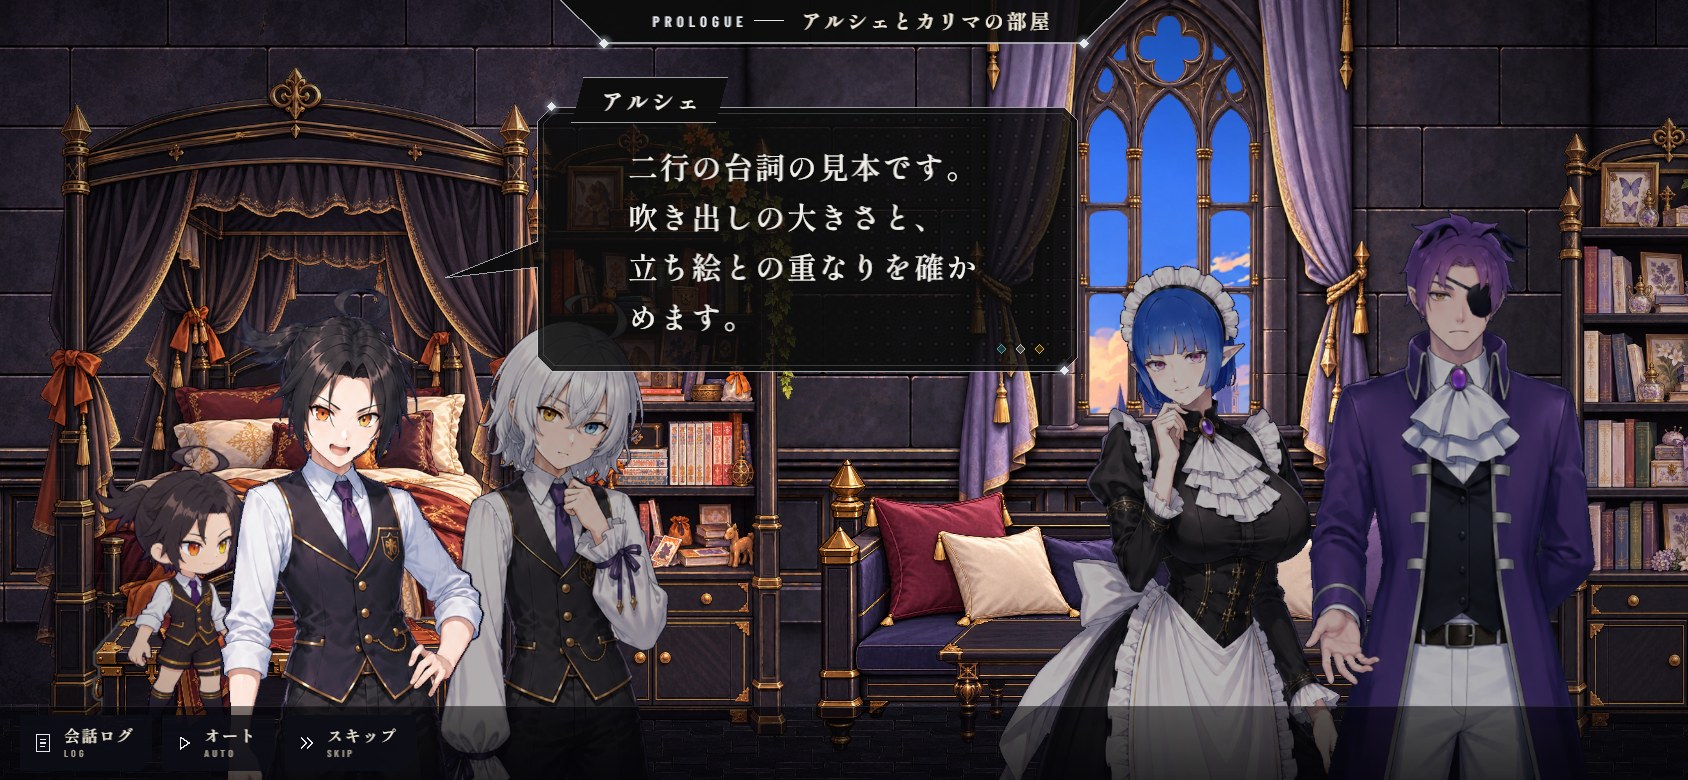 PROLOGUE — アルシェとカリマの部屋
アルシェ
二行の台詞の見本です。
吹き出しの大きさと、
立ち絵との重なりを確か
めます。
会話ログ
LOG
オート
AUTO
スキップ
SKIP